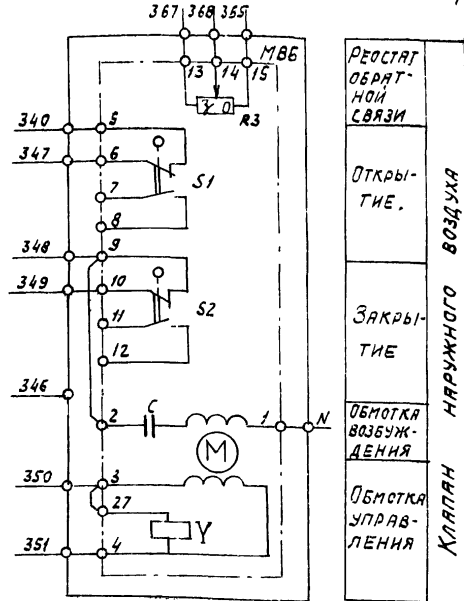 367 368 365
МВБ
13 14 15
З О
R3
340 5
347 6
S1
7
8
348 9
349 10
S2
11
12
346
2 C 1 N
M
350 3
27
Y
351 4
РЕОСТАТ
ОБРАТ-
НОЙ
СВЯЗИ
ОТКРЫ-
ТИЕ.
ЗАКРЫ-
ТИЕ
ОБМОТКА
ВОЗБУЖ-
ДЕНИЯ
ОБМОТКА
УПРАВ-
ЛЕНИЯ
КЛАПАН НАРУЖНОГО ВОЗДУХА